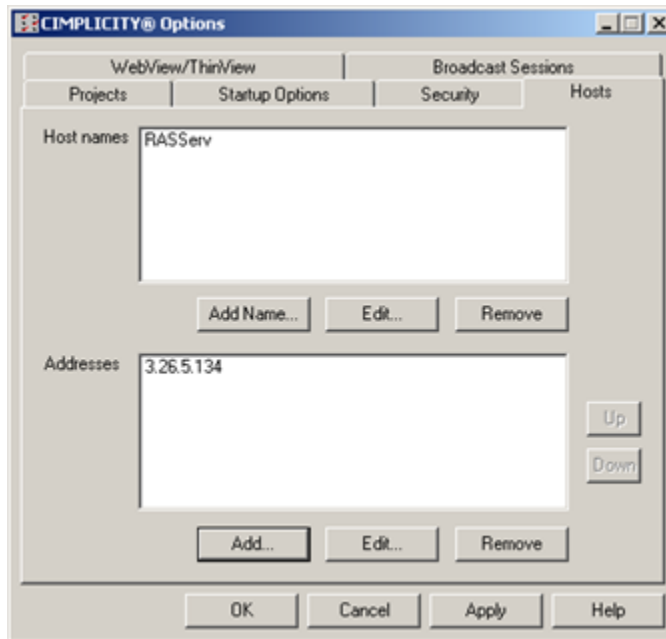 CIMPLICITY® Options
WebView/ThinView Broadcast Sessions
Projects Startup Options Security Hosts
Host names RASServ
Add Name... Edit... Remove
Addresses 3.26.5.134
Up
Down
Add... Edit... Remove
OK Cancel Apply Help